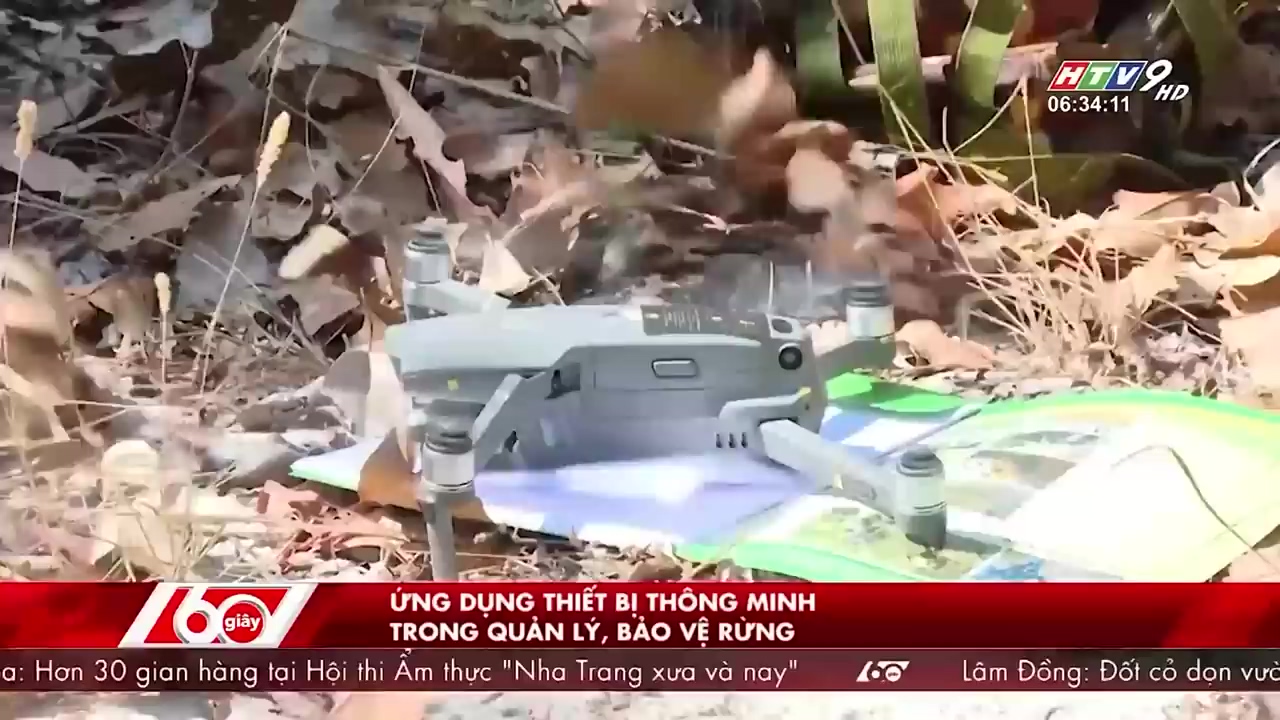 HTV9 HD
06:34:11
60 giây
ỨNG DỤNG THIẾT BỊ THÔNG MINH
TRONG QUẢN LÝ, BẢO VỆ RỪNG
Hơn 30 gian hàng tại Hội thi Ẩm thực "Nha Trang xưa và nay" 60 giây Lâm Đồng: Đốt cỏ dọn